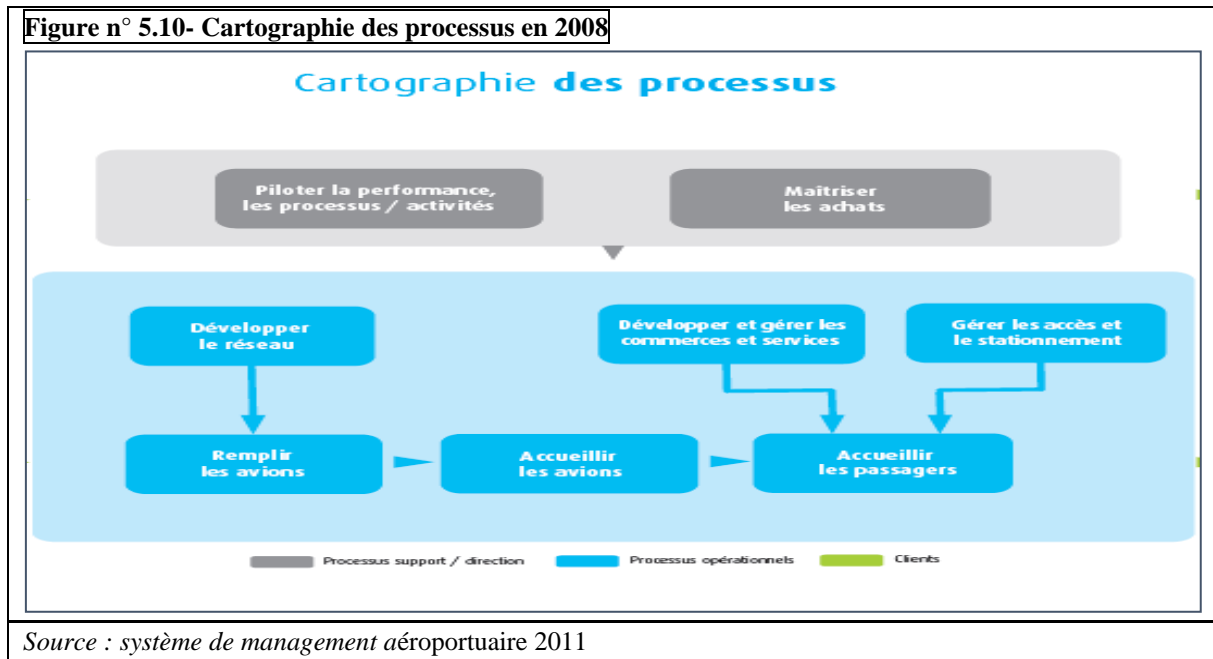 Figure n° 5.10- Cartographie des processus en 2008
Cartographie des processus
Piloter la performance,
les processus / activités
Maîtriser
les achats
Développer
le réseau
Développer et gérer les
commerces et services
Gérer les accès et
le stationnement
Remplir
les avions
Accueillir
les avions
Accueillir
les passagers
Processus support / direction
Processus opérationnels
Clients
Source : système de management aéroportuaire 2011